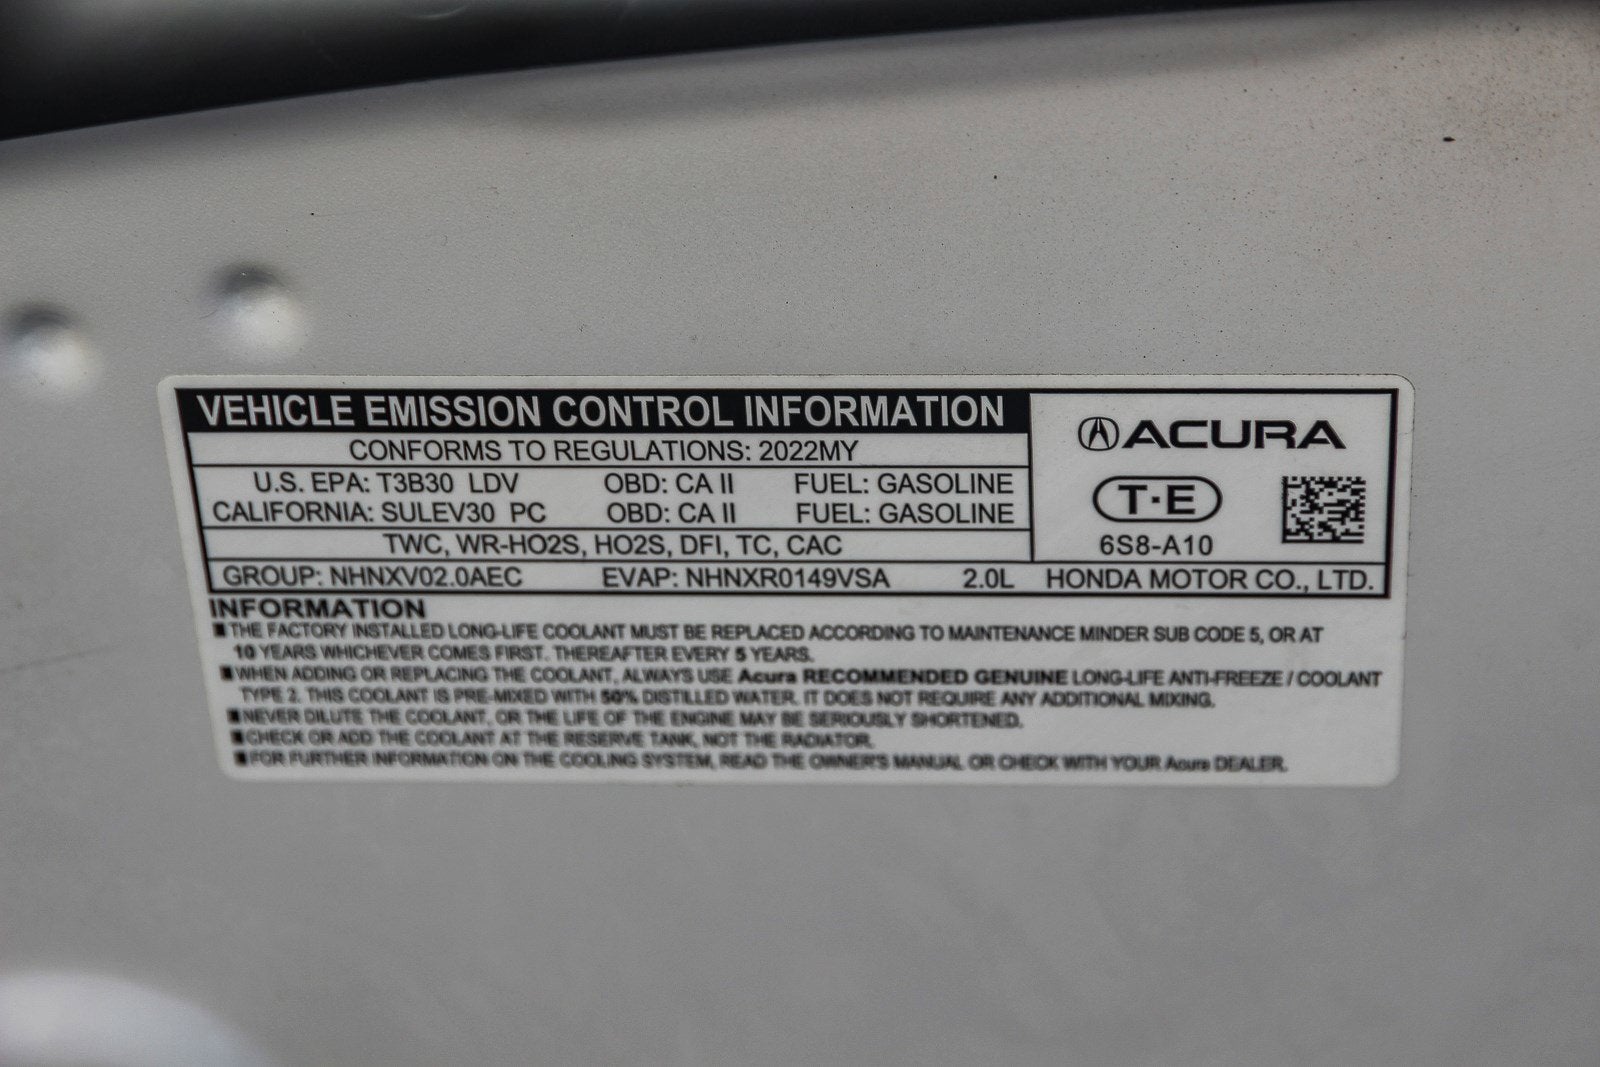 VEHICLE EMISSION CONTROL INFORMATION
CONFORMS TO REGULATIONS: 2022MY
U.S. EPA: T3B30 LDV OBD: CA II FUEL: GASOLINE
CALIFORNIA: SULEV30 PC OBD: CA II FUEL: GASOLINE
TWC, WR-HO2S, HO2S, DFI, TC, CAC
ACURA
T·E
6S8-A10
GROUP: NHNXV02.0AEC EVAP: NHNXR0149VSA 2.0L HONDA MOTOR CO., LTD.
INFORMATION
■ THE FACTORY INSTALLED LONG-LIFE COOLANT MUST BE REPLACED ACCORDING TO MAINTENANCE MINDER SUB CODE 5, OR AT
10 YEARS WHICHEVER COMES FIRST. THEREAFTER EVERY 5 YEARS.
■ WHEN ADDING OR REPLACING THE COOLANT, ALWAYS USE Acura RECOMMENDED GENUINE LONG-LIFE ANTI-FREEZE / COOLANT
TYPE 2. THIS COOLANT IS PRE-MIXED WITH 50% DISTILLED WATER. IT DOES NOT REQUIRE ANY ADDITIONAL MIXING.
■ NEVER DILUTE THE COOLANT, OR THE LIFE OF THE ENGINE MAY BE SERIOUSLY SHORTENED.
■ CHECK OR ADD THE COOLANT AT THE RESERVE TANK, NOT THE RADIATOR.
■ FOR FURTHER INFORMATION ON THE COOLING SYSTEM, READ THE OWNER'S MANUAL OR CHECK WITH YOUR Acura DEALER.